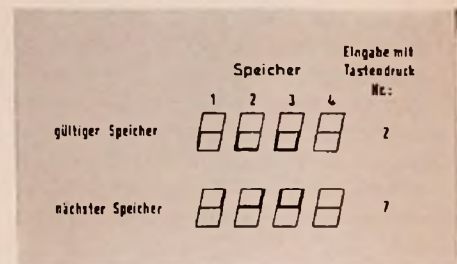 Eingabe mit
Speicher Tastendruck
Nr.:
1 2 3 4
gültiger Speicher 2
nächster Speicher 7